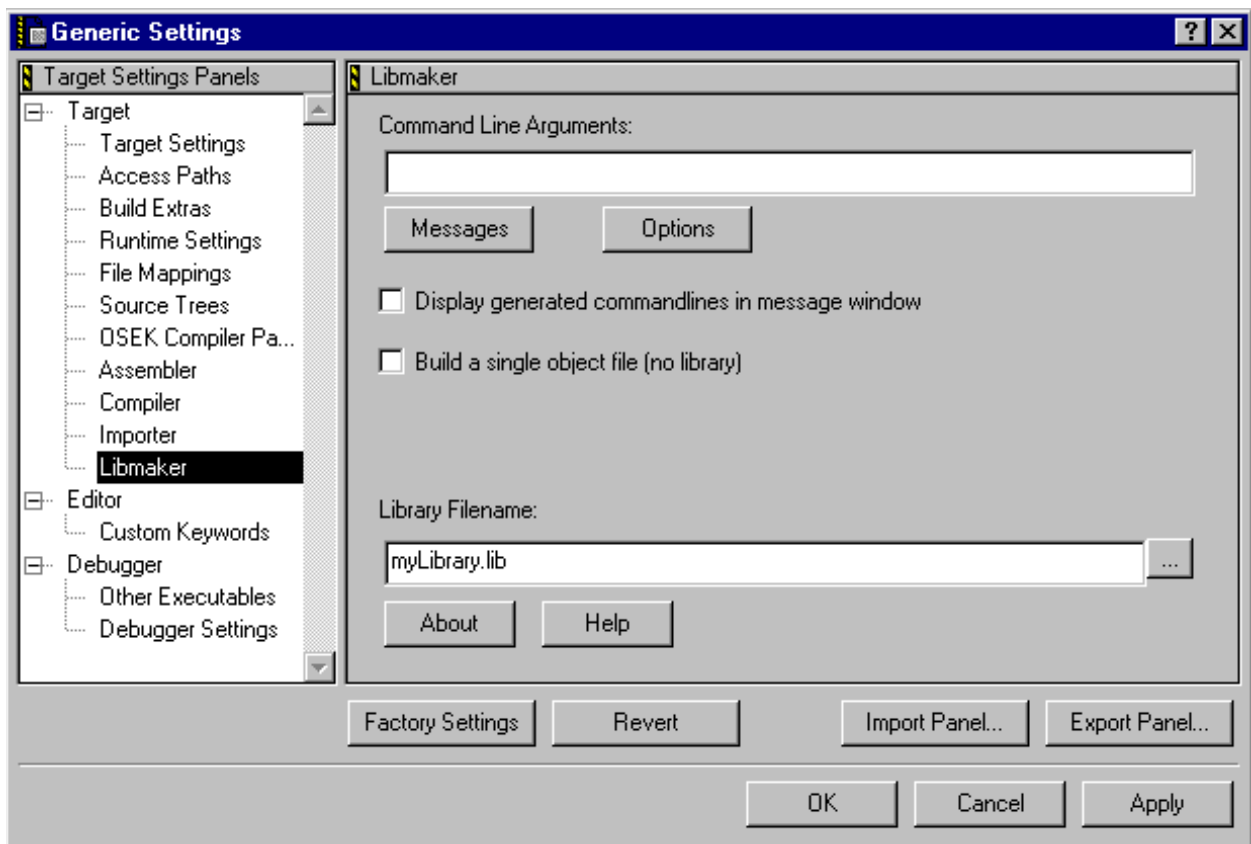 Generic Settings
Target Settings Panels
Target
Target Settings
Access Paths
Build Extras
Runtime Settings
File Mappings
Source Trees
OSEK Compiler Pa...
Assembler
Compiler
Importer
Libmaker
Editor
Custom Keywords
Debugger
Other Executables
Debugger Settings
Libmaker
Command Line Arguments:
Messages Options
Display generated commandlines in message window
Build a single object file (no library)
Library Filename:
myLibrary.lib ...
About Help
Factory Settings Revert Import Panel... Export Panel...
OK Cancel Apply